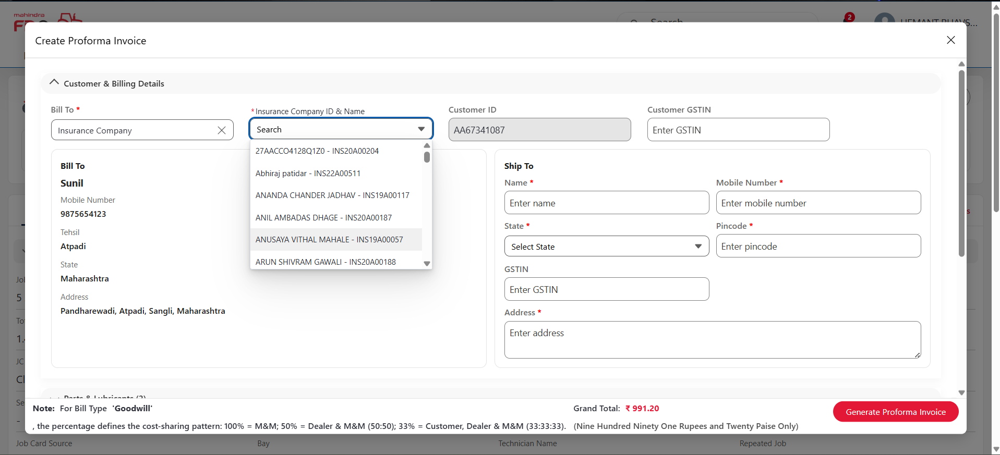 mahindra
Search
2
HEMANT BHAVS...
Create Proforma Invoice
Customer & Billing Details
Bill To *
Insurance Company
*Insurance Company ID & Name
Search
Customer ID
AA67341087
Customer GSTIN
Enter GSTIN
27AACCO4128Q1Z0 - INS20A00204
Abhiraj patidar - INS22A00511
ANANDA CHANDER JADHAV - INS19A00117
ANIL AMBADAS DHAGE - INS20A00187
ANUSAYA VITHAL MAHALE - INS19A00057
ARUN SHIVRAM GAWALI - INS20A00188
Bill To
Sunil
Mobile Number
9875654123
Tehsil
Atpadi
State
Maharashtra
Address
Pandharewadi, Atpadi, Sangli, Maharashtra
Ship To
Name *
Enter name
Mobile Number *
Enter mobile number
State *
Select State
Pincode *
Enter pincode
GSTIN
Enter GSTIN
Address *
Enter address
Parts & Lubricants (2)
Note: For Bill Type 'Goodwill'
, the percentage defines the cost-sharing pattern: 100% = M&M; 50% = Dealer & M&M (50:50); 33% = Customer, Dealer & M&M (33:33:33).
Grand Total: ₹ 991.20
(Nine Hundred Ninety One Rupees and Twenty Paise Only)
Generate Proforma Invoice
5
JC
-
Job Card Source
Bay
Technician Name
Repeated Job